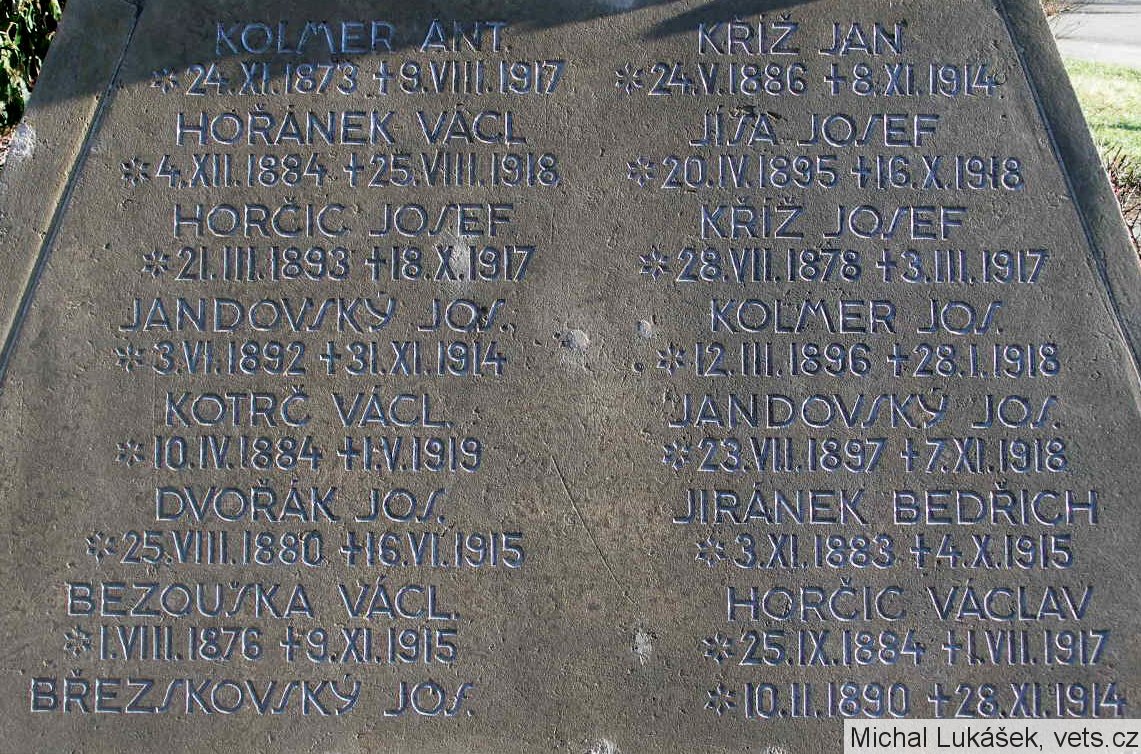 KOLMER ANT.
*24.XI.1873 +9.VIII.1917
HOŘÁNEK VÁCL.
*4.XII.1884 +25.VIII.1918
HORČIC JOSEF
*21.III.1893 +18.X.1917
JANDOVSKÝ JOS.
*3.VI.1892 +31.XI.1914
KOTRČ VÁCL.
*10.IV.1884 +1.V.1919
DVOŘÁK JOS.
*25.VIII.1880 +16.VI.1915
BEZOUŠKA VÁCL.
*1.VIII.1876 +9.XI.1915
BŘEZSKOVSKÝ JOS.
KŘÍŽ JAN
*24.V.1886 +8.XI.1914
JÍŠA JOSEF
*20.IV.1895 +16.X.1918
KŘÍŽ JOSEF
*28.VII.1878 +3.III.1917
KOLMER JOS.
*12.III.1896 +28.I.1918
JANDOVSKÝ JOS.
*23.VII.1897 +7.XI.1918
JIRÁNEK BEDŘICH
*3.XI.1883 +4.X.1915
HORČIC VÁCLAV
*25.IX.1884 +1.VII.1917
*10.II.1890 +28.XI.1914
Michal Lukášek, vets.cz